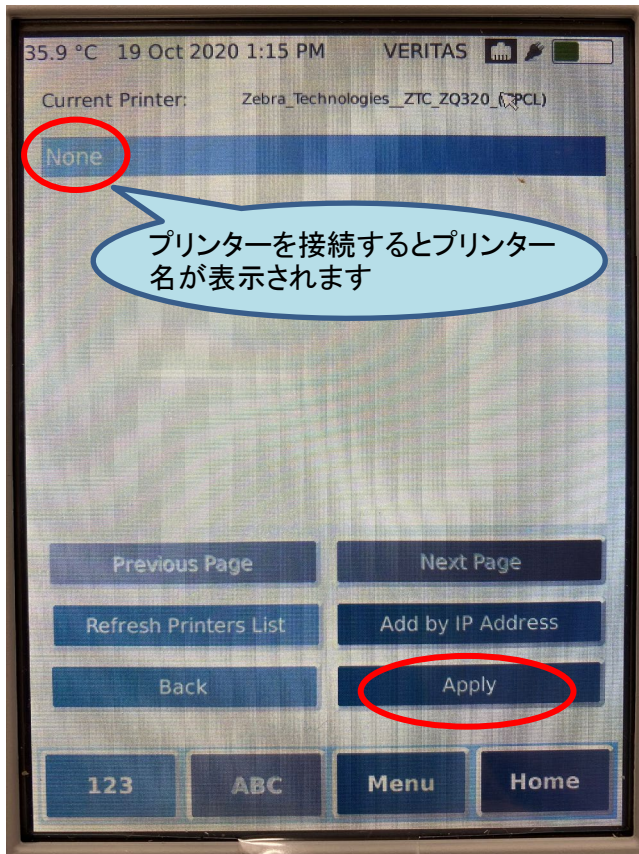 35.9 °C 19 Oct 2020 1:15 PM VERITAS
Current Printer: Zebra_Technologies__ZTC_ZQ320_(CPCL)
None
プリンターを接続するとプリンター
名が表示されます
Previous Page Next Page
Refresh Printers List Add by IP Address
Back Apply
123 ABC Menu Home